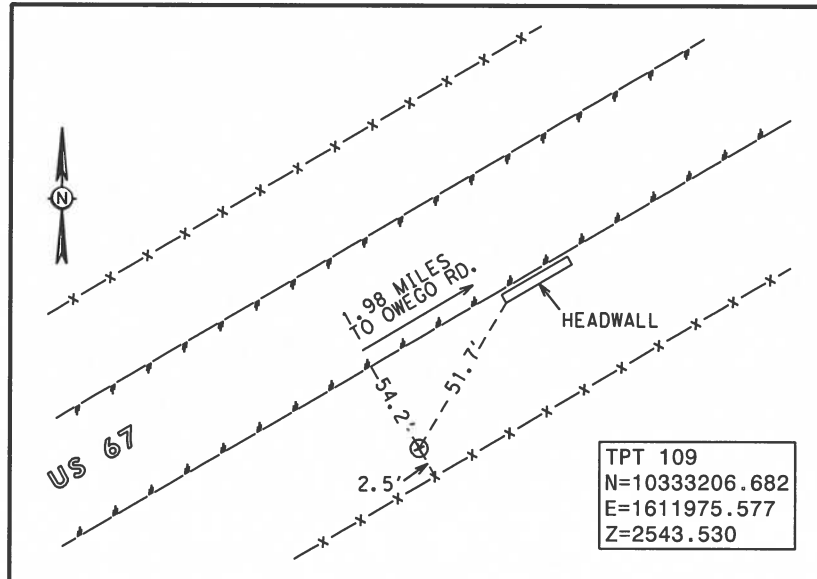 N
1.98 MILES
TO OWEGO RD.
HEADWALL
51.7'
54.2'
2.5'
US 67
TPT 109
N=10333206.682
E=1611975.577
Z=2543.530